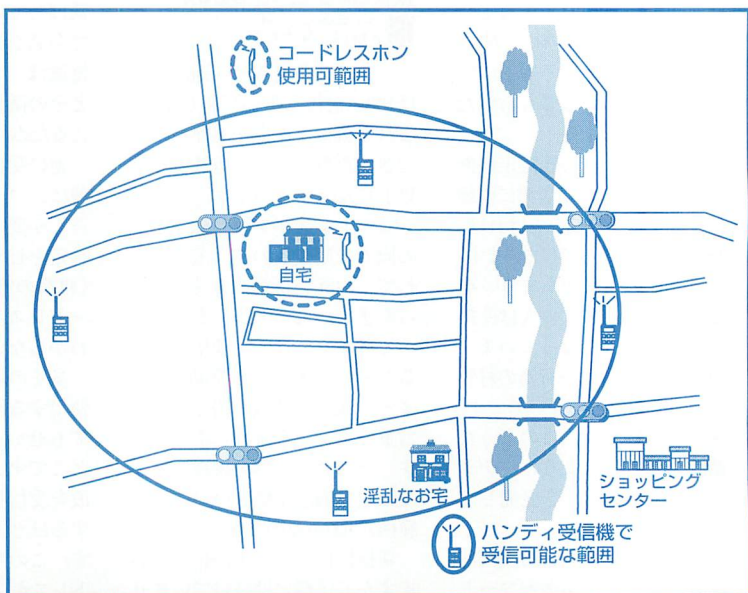 コードレスホン
使用可範囲
自宅
淫乱なお宅
ショッピング
センター
ハンディ受信機で
受信可能な範囲